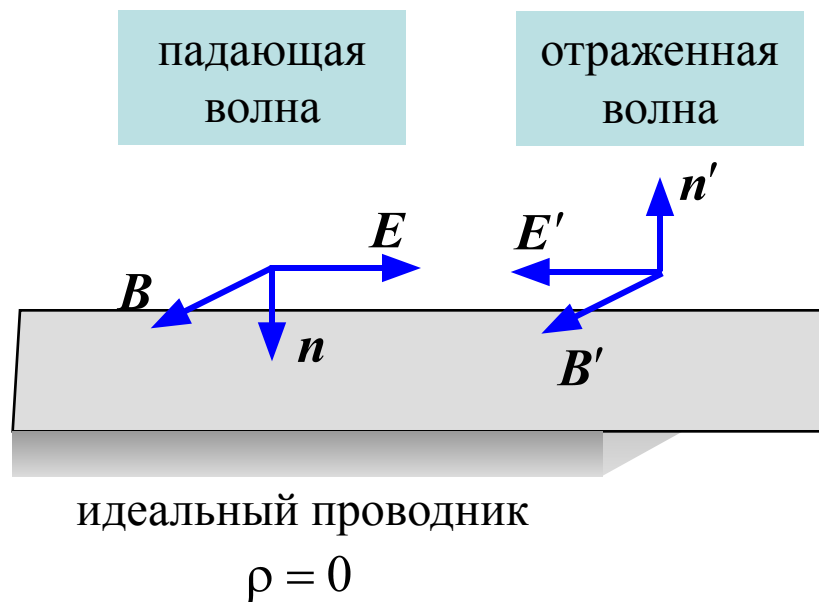 падающая
волна
отраженная
волна
n′
E
E′
B
n
B′
идеальный проводник
ρ = 0